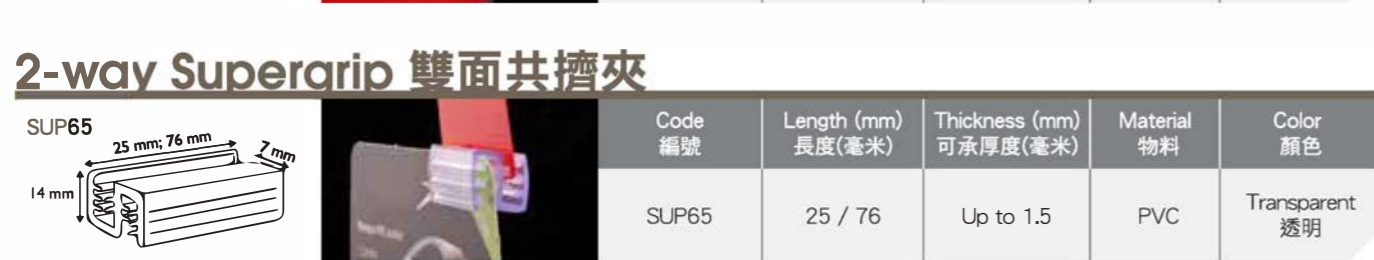 2-way Supergrip 雙面共擠夾
SUP65
25 mm; 76 mm
7 mm
14 mm
Code
編號
Length (mm)
長度(毫米)
Thickness (mm)
可承厚度(毫米)
Material
物料
Color
顏色
SUP65
25 / 76
Up to 1.5
PVC
Transparent
透明